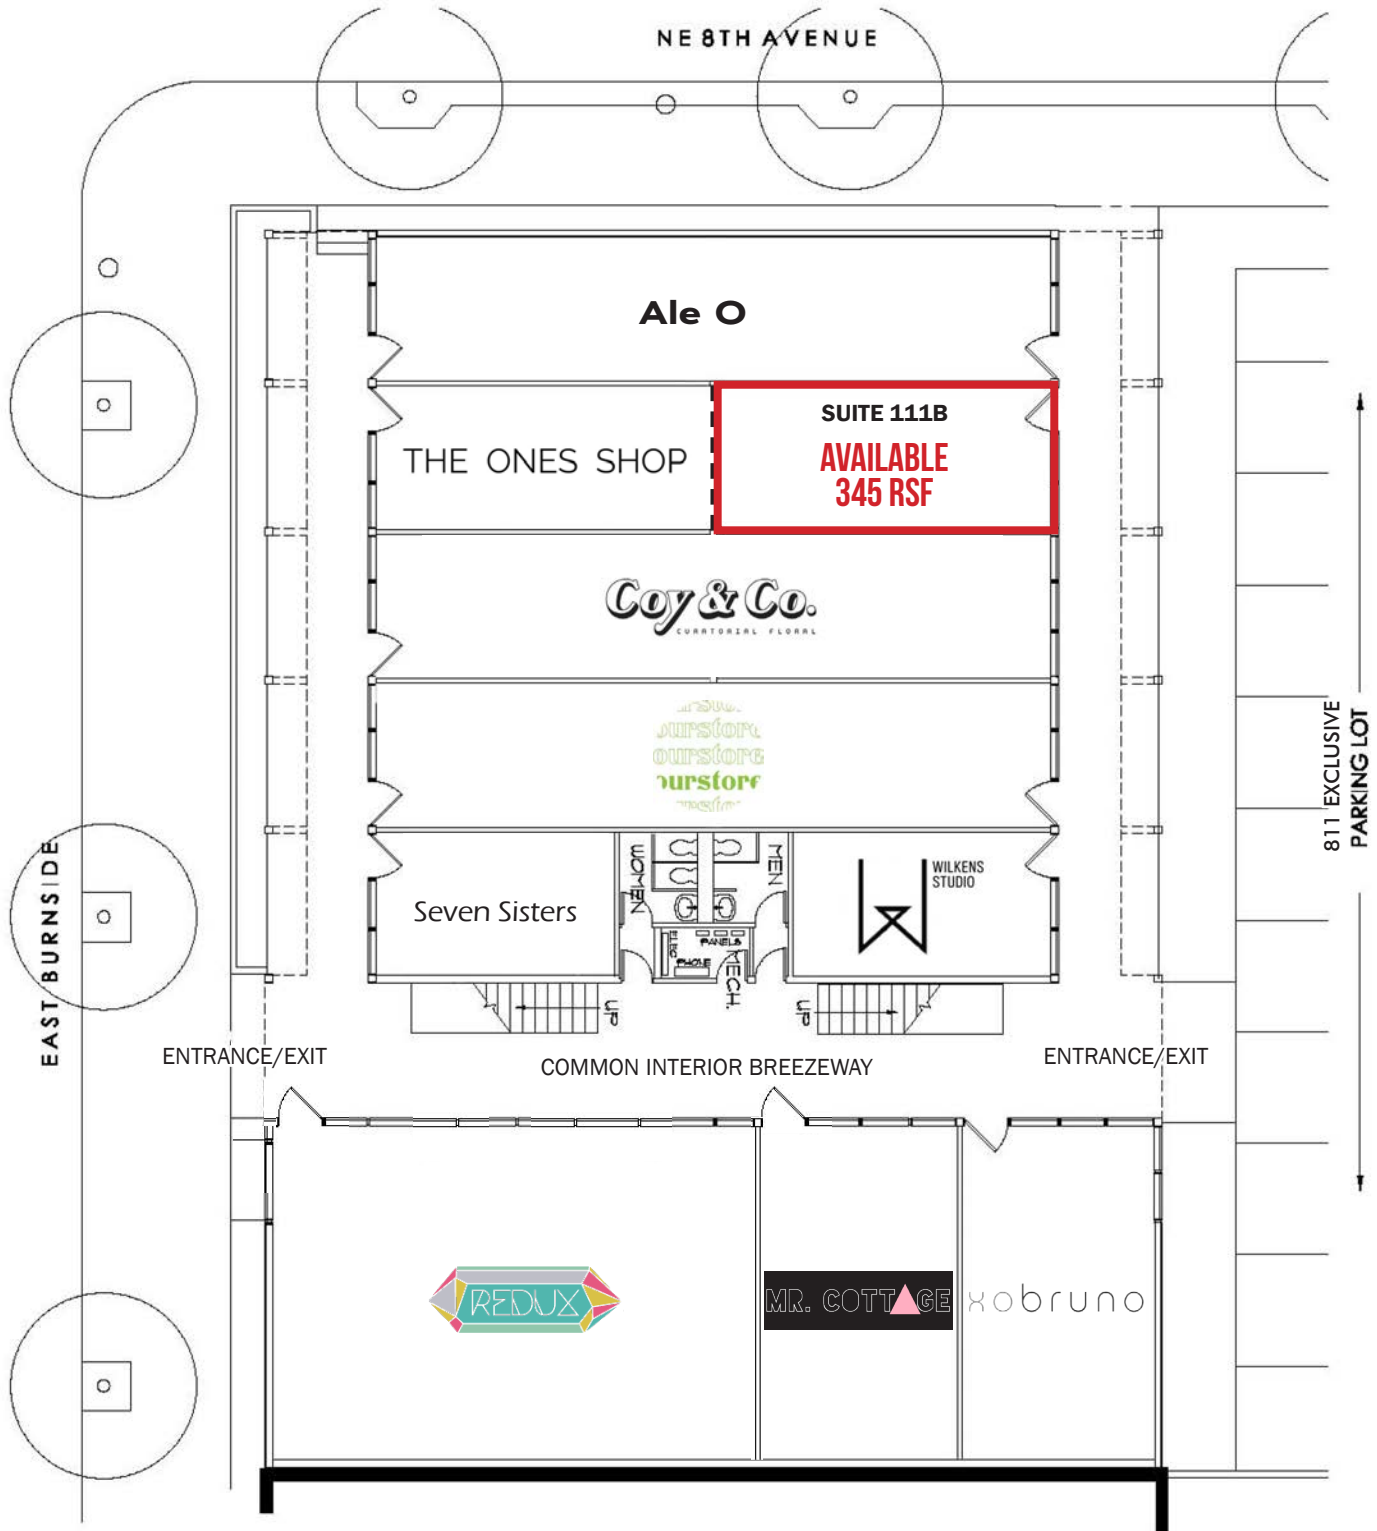 NE 8TH AVENUE
Ale O
SUITE 111B
AVAILABLE
345 RSF
THE ONES SHOP
Coy & Co.
CURATORIAL FLORAL
ourstore
ourstore
ourstore
811 EXCLUSIVE
PARKING LOT
EAST BURNSIDE
Seven Sisters
WOMEN
MEN
ELEC
PANELS
PHONE
MECH.
WILKENS
STUDIO
UP
UP
ENTRANCE/EXIT
COMMON INTERIOR BREEZEWAY
ENTRANCE/EXIT
REDUX
MR. COTTAGE
xobruno